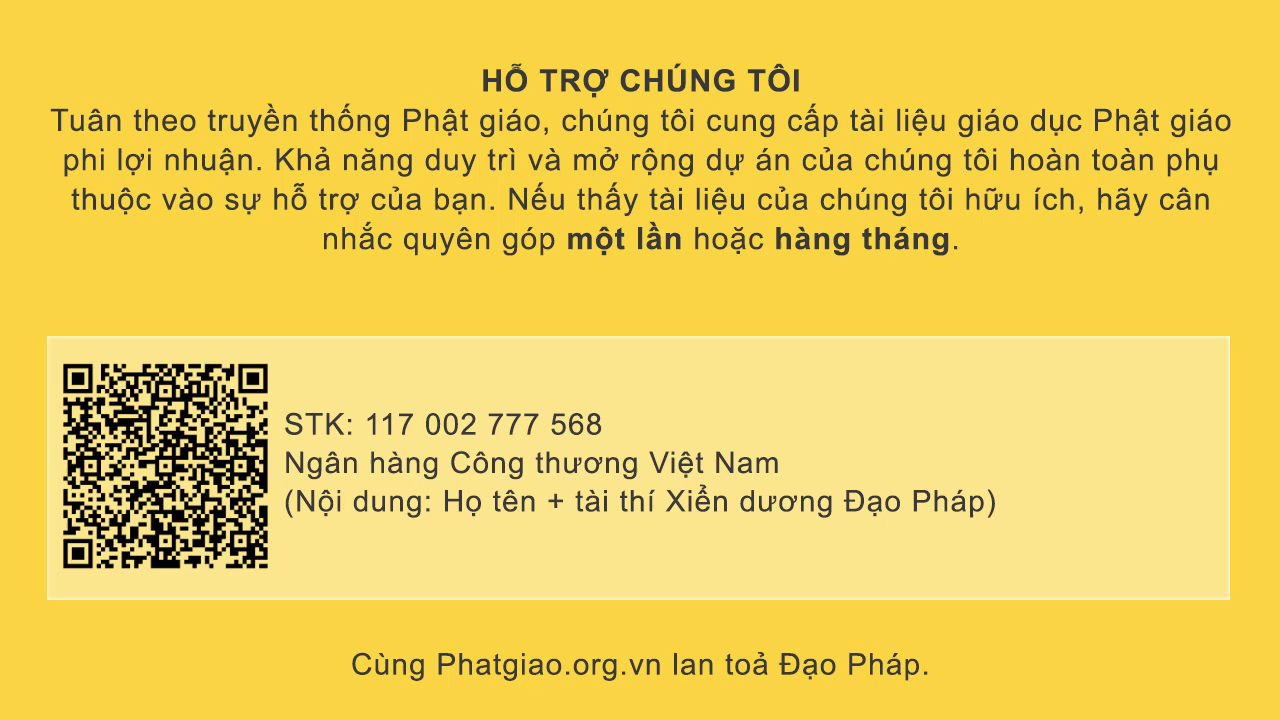 HỖ TRỢ CHÚNG TÔI
Tuân theo truyền thống Phật giáo, chúng tôi cung cấp tài liệu giáo dục Phật giáo
phi lợi nhuận. Khả năng duy trì và mở rộng dự án của chúng tôi hoàn toàn phụ
thuộc vào sự hỗ trợ của bạn. Nếu thấy tài liệu của chúng tôi hữu ích, hãy cân
nhắc quyên góp một lần hoặc hàng tháng.
STK: 117 002 777 568
Ngân hàng Công thương Việt Nam
(Nội dung: Họ tên + tài thí Xiển dương Đạo Pháp)
Cùng Phatgiao.org.vn lan toả Đạo Pháp.